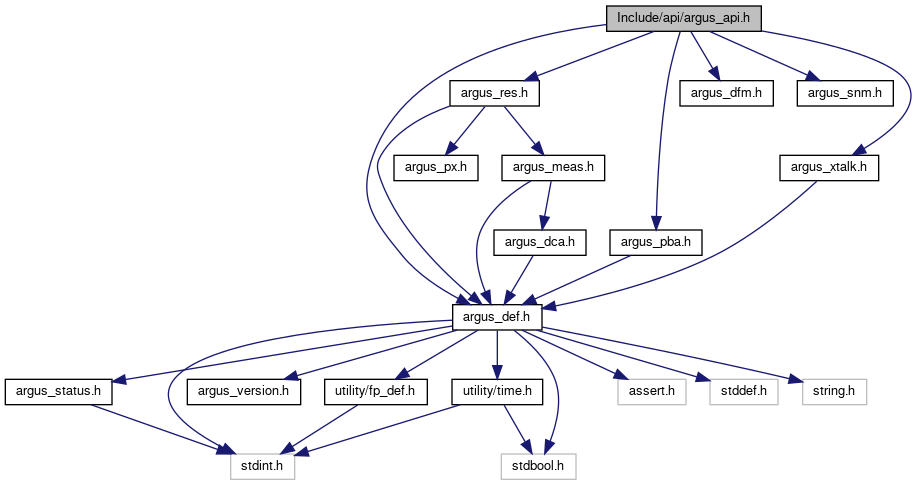 Include/api/argus_api.h
argus_res.h
argus_dfm.h
argus_snm.h
argus_px.h
argus_meas.h
argus_xtalk.h
argus_dca.h
argus_pba.h
argus_def.h
argus_status.h
argus_version.h
utility/fp_def.h
utility/time.h
assert.h
stddef.h
string.h
stdint.h
stdbool.h